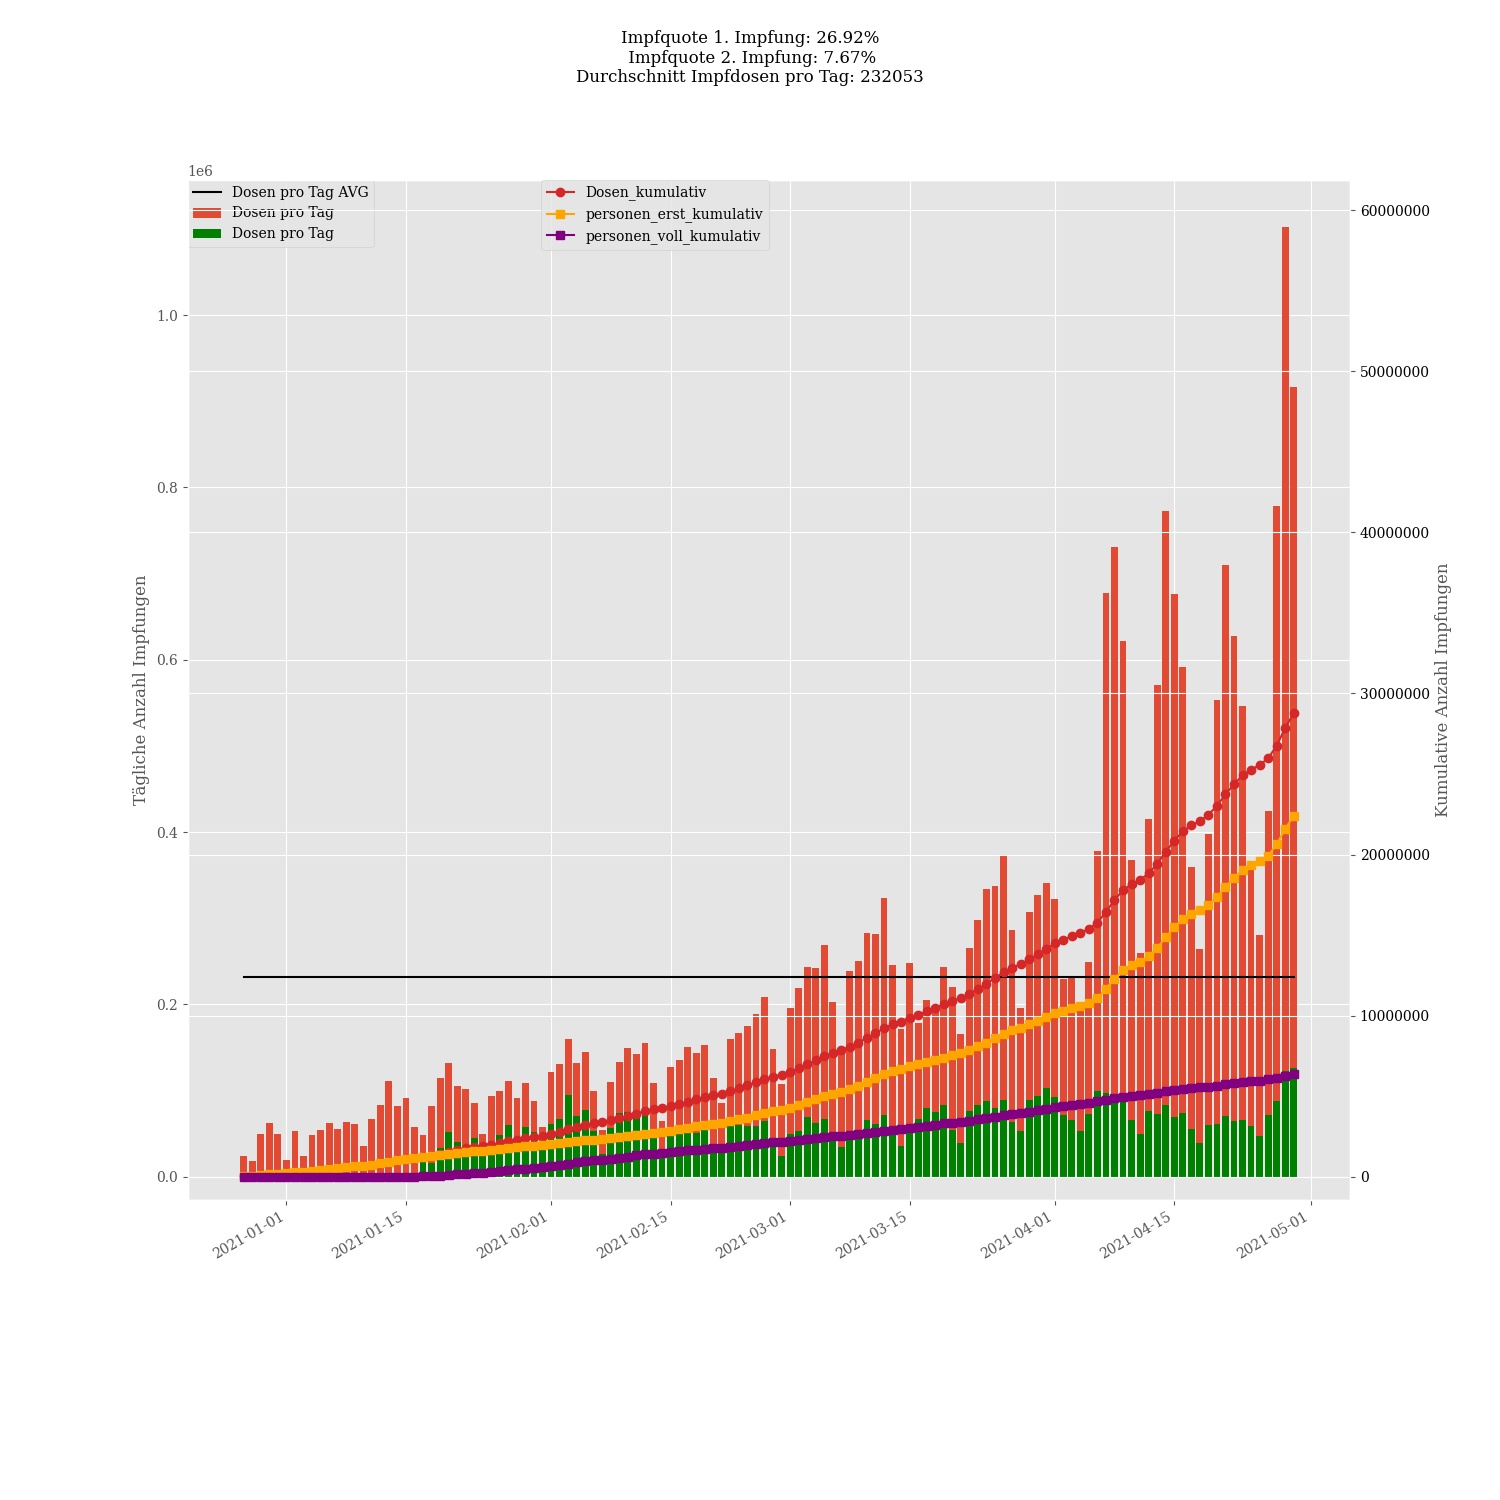 Impfquote 1. Impfung: 26.92%
Impfquote 2. Impfung: 7.67%
Durchschnitt Impfdosen pro Tag: 232053
1e6
Dosen pro Tag AVG
Dosen pro Tag
Dosen pro Tag
Dosen_kumulativ
personen_erst_kumulativ
personen_voll_kumulativ
Tägliche Anzahl Impfungen
1.0
0.8
0.6
0.4
0.2
0.0
60000000
50000000
40000000
30000000
20000000
10000000
0
Kumulative Anzahl Impfungen
2021-01-01
2021-01-15
2021-02-01
2021-02-15
2021-03-01
2021-03-15
2021-04-01
2021-04-15
2021-05-01